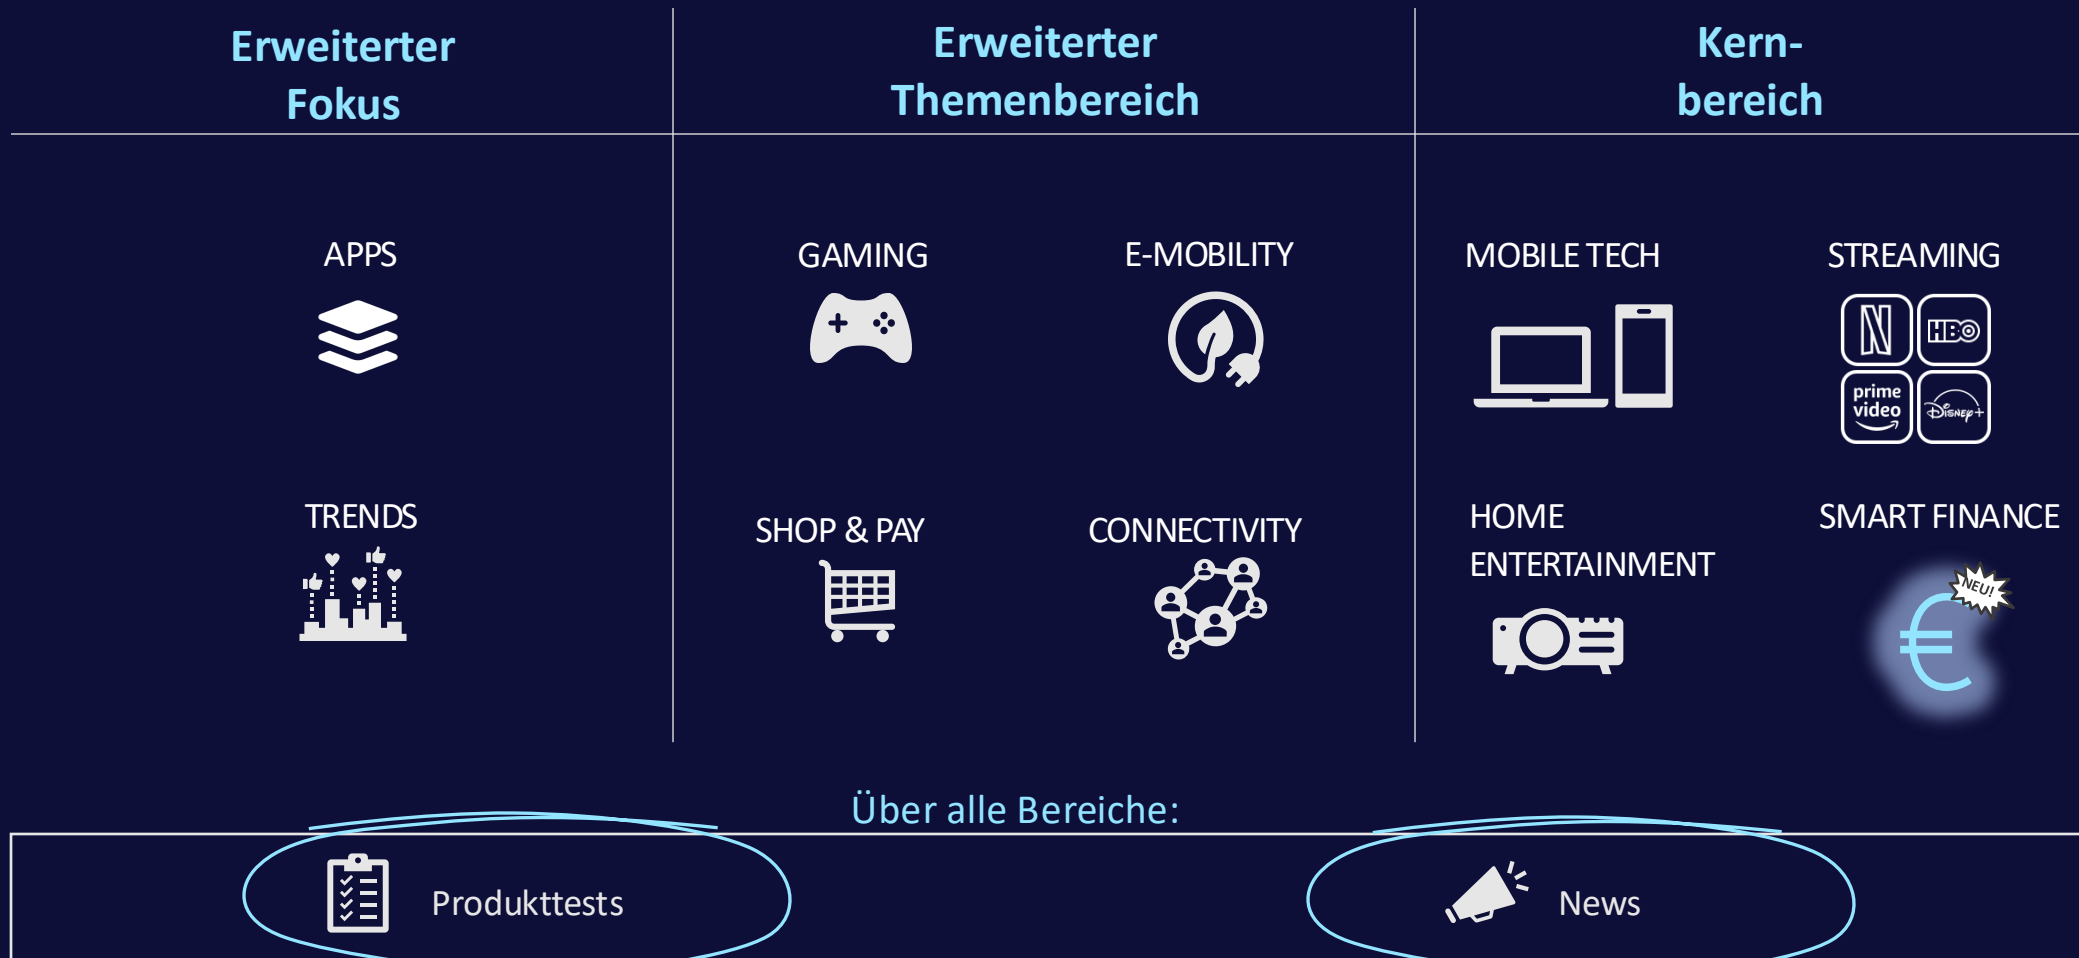 Erweiterter
Fokus
Erweiterter
Themenbereich
Kern-
bereich
APPS
TRENDS
GAMING
E-MOBILITY
SHOP & PAY
CONNECTIVITY
MOBILE TECH
STREAMING
N
HBO
prime
video
Disney+
HOME
ENTERTAINMENT
SMART FINANCE
NEU!
€
Über alle Bereiche:
Produkttests
News